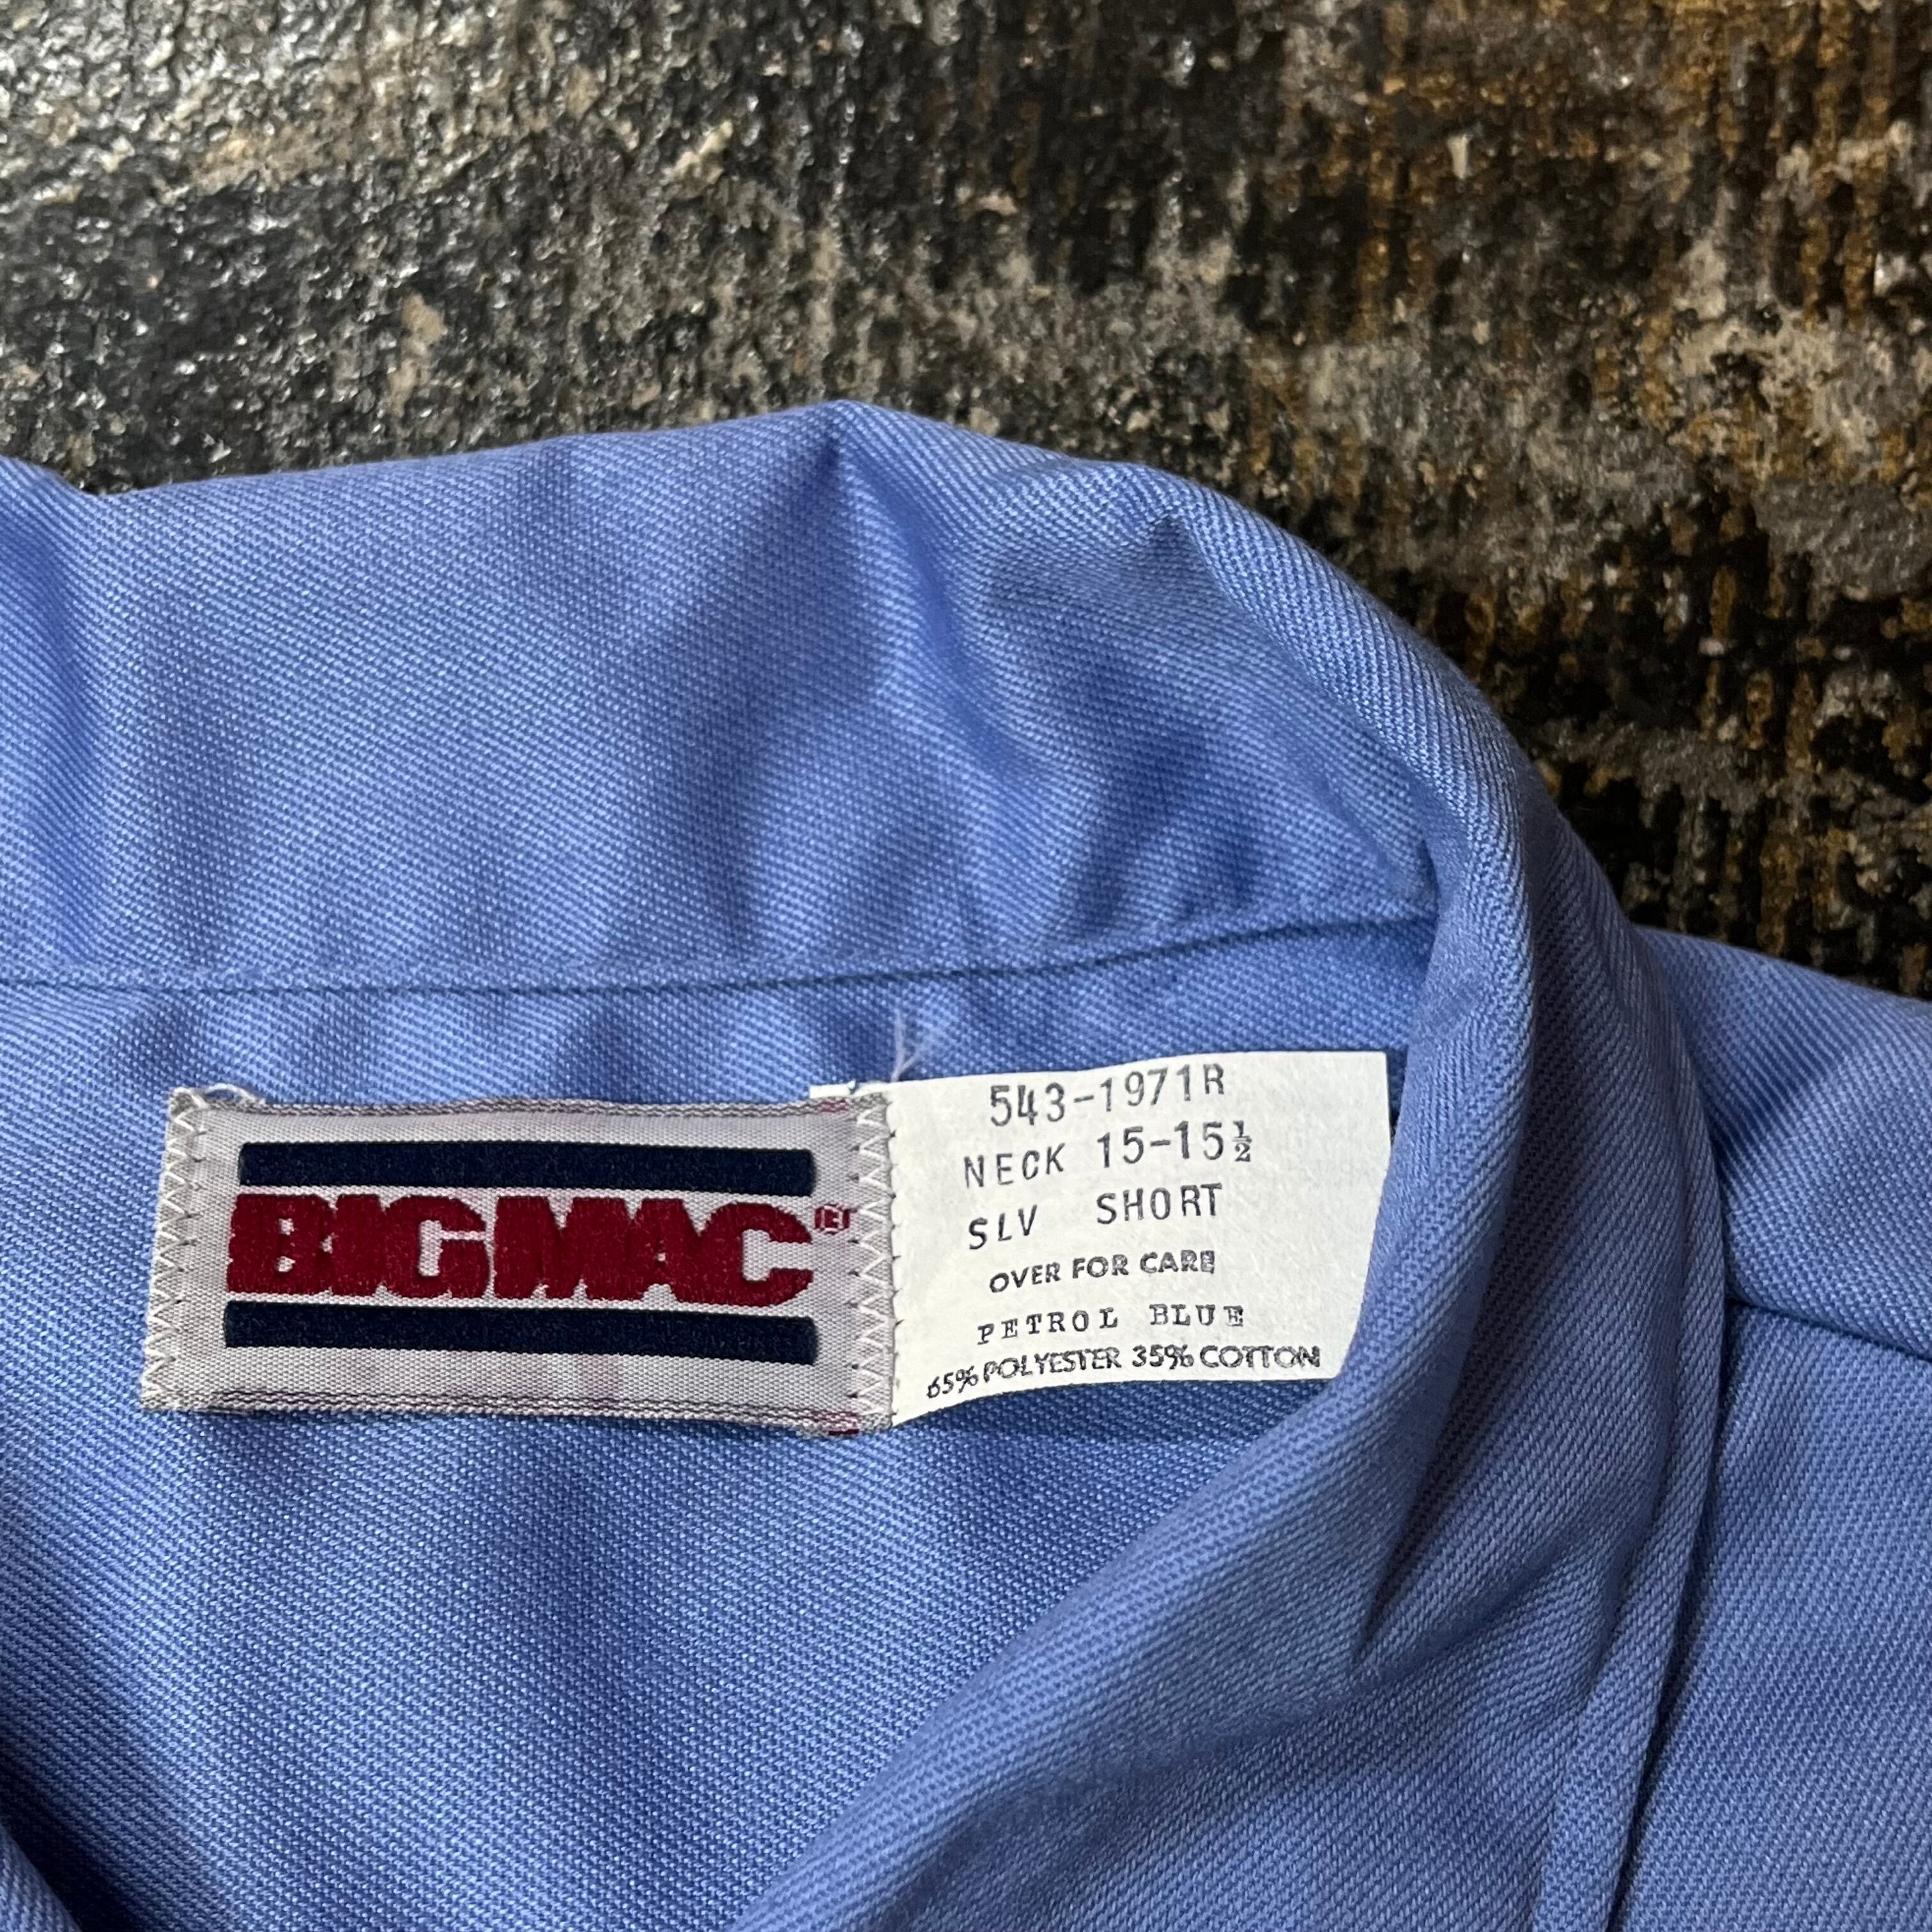 BIG MAC®
543-1971R
NECK 15-15½
SLV SHORT
OVER FOR CARE
PETROL BLUE
65% POLYESTER 35% COTTON